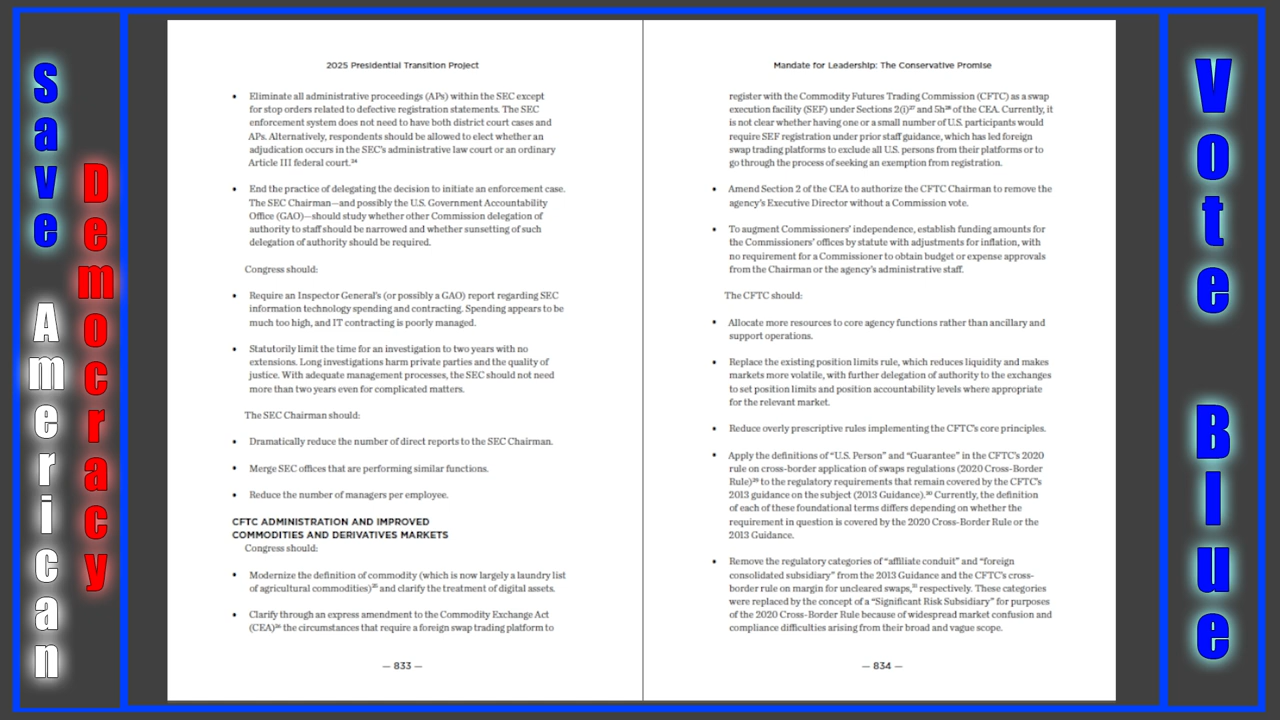 Save American
Democracy
2025 Presidential Transition Project
• Eliminate all administrative proceedings (APs) within the SEC except
for stop orders related to defective registration statements. The SEC
enforcement system does not need to have both district court cases and
APs. Alternatively, respondents should be allowed to elect whether an
adjudication occurs in the SEC's administrative law court or an ordinary
Article III federal court.²⁴
• End the practice of delegating the decision to initiate an enforcement case.
The SEC Chairman—and possibly the U.S. Government Accountability
Office (GAO)—should study whether other Commission delegation of
authority to staff should be narrowed and whether sunsetting of such
delegation of authority should be required.
Congress should:
• Require an Inspector General's (or possibly a GAO) report regarding SEC
information technology spending and contracting. Spending appears to be
much too high, and IT contracting is poorly managed.
• Statutorily limit the time for an investigation to two years with no
extensions. Long investigations harm private parties and the quality of
justice. With adequate management processes, the SEC should not need
more than two years even for complicated matters.
The SEC Chairman should:
• Dramatically reduce the number of direct reports to the SEC Chairman.
• Merge SEC offices that are performing similar functions.
• Reduce the number of managers per employee.
CFTC ADMINISTRATION AND IMPROVED
COMMODITIES AND DERIVATIVES MARKETS
Congress should:
• Modernize the definition of commodity (which is now largely a laundry list
of agricultural commodities)²⁵ and clarify the treatment of digital assets.
• Clarify through an express amendment to the Commodity Exchange Act
(CEA)²⁶ the circumstances that require a foreign swap trading platform to
— 833 —
Mandate for Leadership: The Conservative Promise
register with the Commodity Futures Trading Commission (CFTC) as a swap
execution facility (SEF) under Sections 2(i)²⁷ and 5h²⁸ of the CEA. Currently, it
is not clear whether having one or a small number of U.S. participants would
require SEF registration under prior staff guidance, which has led foreign
swap trading platforms to exclude all U.S. persons from their platforms or to
go through the process of seeking an exemption from registration.
• Amend Section 2 of the CEA to authorize the CFTC Chairman to remove the
agency's Executive Director without a Commission vote.
• To augment Commissioners' independence, establish funding amounts for
the Commissioners' offices by statute with adjustments for inflation, with
no requirement for a Commissioner to obtain budget or expense approvals
from the Chairman or the agency's administrative staff.
The CFTC should:
• Allocate more resources to core agency functions rather than ancillary and
support operations.
• Replace the existing position limits rule, which reduces liquidity and makes
markets more volatile, with further delegation of authority to the exchanges
to set position limits and position accountability levels where appropriate
for the relevant market.
• Reduce overly prescriptive rules implementing the CFTC's core principles.
• Apply the definitions of "U.S. Person" and "Guarantee" in the CFTC's 2020
rule on cross-border application of swaps regulations (2020 Cross-Border
Rule)²⁹ to the regulatory requirements that remain covered by the CFTC's
2013 guidance on the subject (2013 Guidance).³⁰ Currently, the definition
of each of these foundational terms differs depending on whether the
requirement in question is covered by the 2020 Cross-Border Rule or the
2013 Guidance.
• Remove the regulatory categories of "affiliate conduit" and "foreign
consolidated subsidiary" from the 2013 Guidance and the CFTC's cross-
border rule on margin for uncleared swaps,³¹ respectively. These categories
were replaced by the concept of a "Significant Risk Subsidiary" for purposes
of the 2020 Cross-Border Rule because of widespread market confusion and
compliance difficulties arising from their broad and vague scope.
— 834 —
Vote Blue